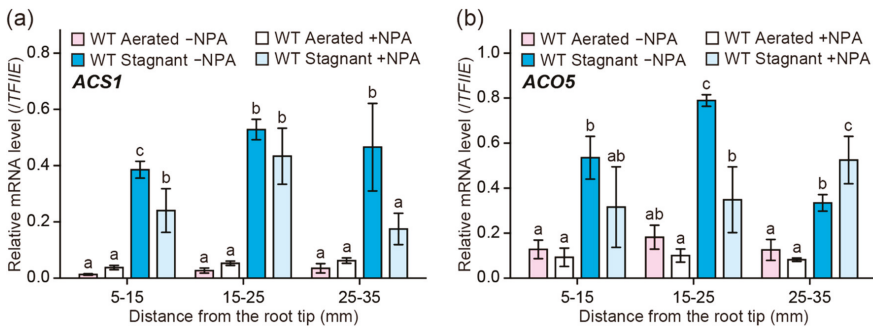 (a)
WT Aerated −NPA WT Aerated +NPA
WT Stagnant −NPA WT Stagnant +NPA
ACS1
Relative mRNA level (/TFIIE)
0.8
0.6
0.4
0.2
0.0
a a c b
a a b b
a a b a
5-15 15-25 25-35
Distance from the root tip (mm)
(b)
WT Aerated −NPA WT Aerated +NPA
WT Stagnant −NPA WT Stagnant +NPA
ACO5
Relative mRNA level (/TFIIE)
1.0
0.8
0.6
0.4
0.2
0.0
a a b ab
ab a c b
a a b c
5-15 15-25 25-35
Distance from the root tip (mm)